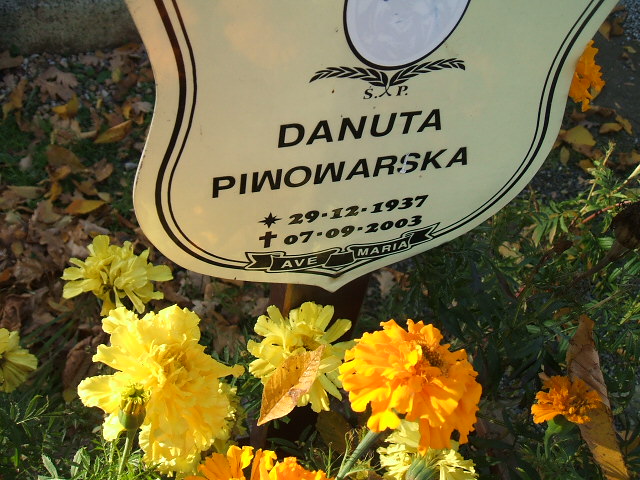 Ś. P.
DANUTA
PIWOWARSKA
29-12-1937
07-09-2003
AVE MARIA